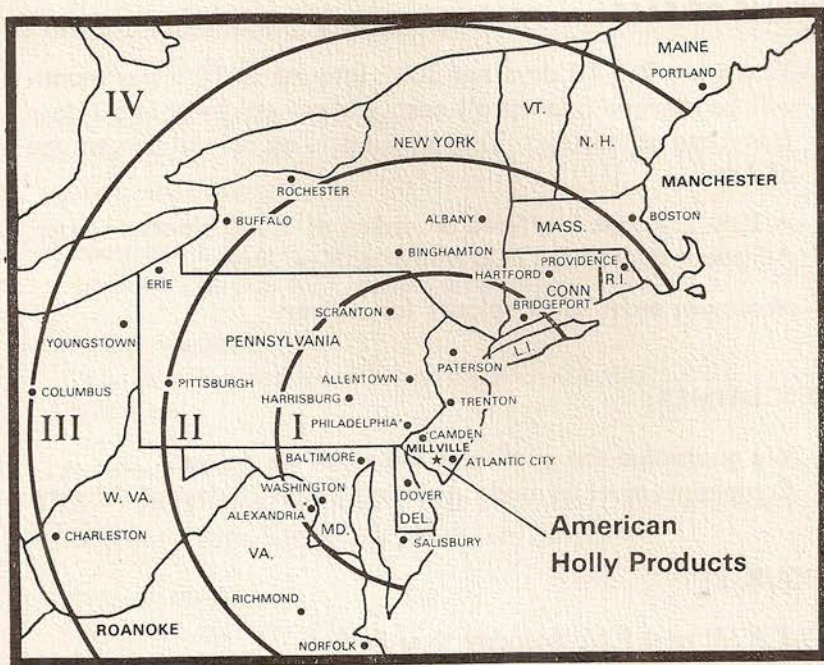 IV
MAINE
PORTLAND
VT.
N. H.
NEW YORK
ROCHESTER
MANCHESTER
BUFFALO
ALBANY
MASS.
BOSTON
BINGHAMTON
PROVIDENCE
HARTFORD
R.I.
ERIE
CONN
BRIDGEPORT
SCRANTON
YOUNGSTOWN
PENNSYLVANIA
L.I.
PATERSON
COLUMBUS
PITTSBURGH
ALLENTOWN
HARRISBURG
TRENTON
III
II
I
PHILADELPHIA
CAMDEN
MILLVILLE
BALTIMORE
ATLANTIC CITY
W. VA.
WASHINGTON
DOVER
ALEXANDRIA
MD.
DEL.
American
Holly Products
CHARLESTON
VA.
SALISBURY
RICHMOND
ROANOKE
NORFOLK